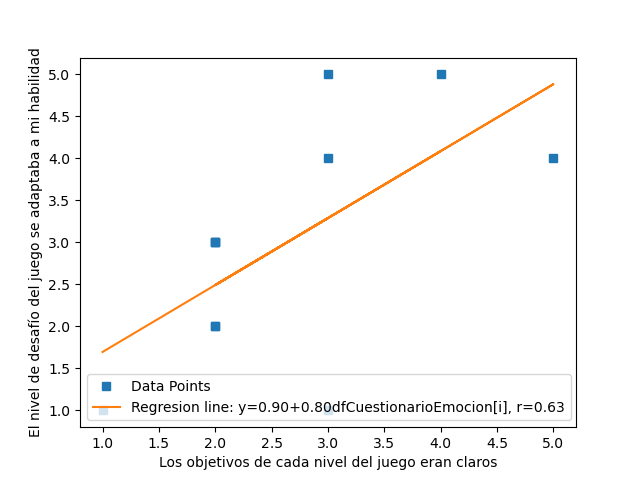 5.0
4.5
4.0
3.5
3.0
2.5
2.0
1.5
1.0
El nivel de desafío del juego se adaptaba a mi habilidad
Data Points
Regresion line: y=0.90+0.80dfCuestionarioEmocion[i], r=0.63
1.0 1.5 2.0 2.5 3.0 3.5 4.0 4.5 5.0
Los objetivos de cada nivel del juego eran claros